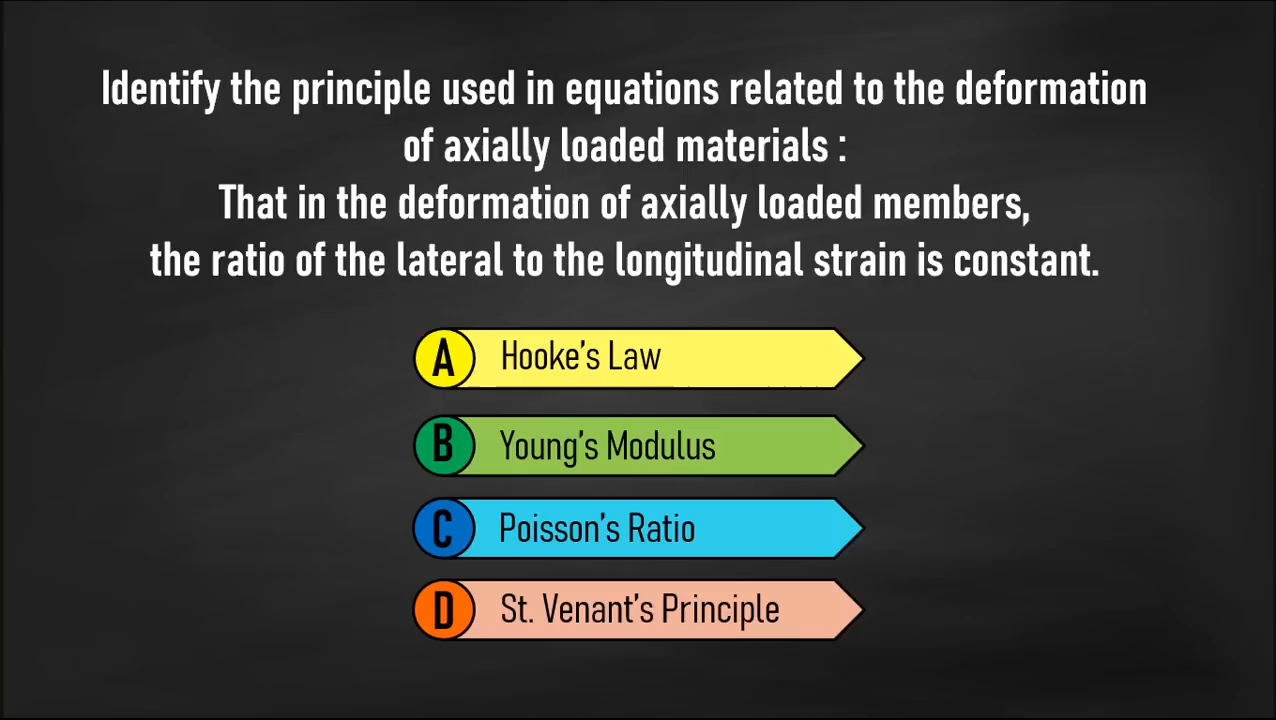 Identify the principle used in equations related to the deformation
of axially loaded materials :
That in the deformation of axially loaded members,
the ratio of the lateral to the longitudinal strain is constant.
A Hooke's Law
B Young's Modulus
C Poisson's Ratio
D St. Venant's Principle